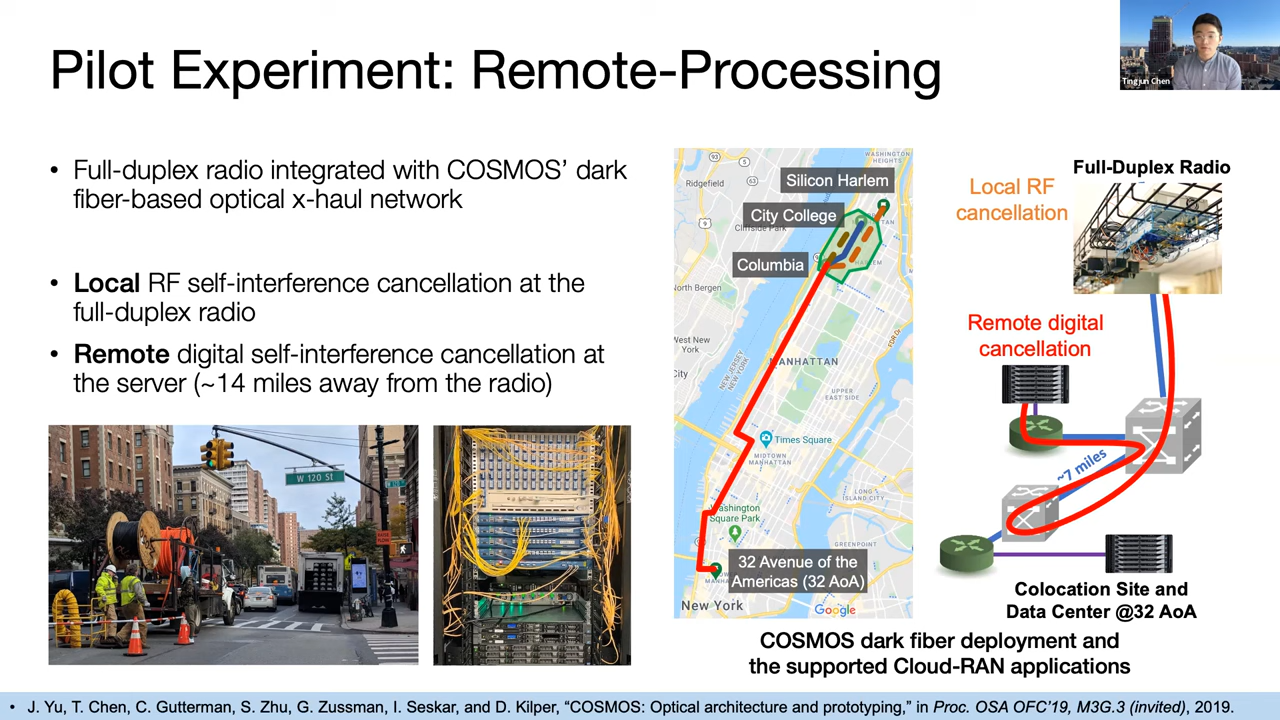 Pilot Experiment: Remote-Processing
Tingjun Chen
• Full-duplex radio integrated with COSMOS’ dark
fiber-based optical x-haul network
• Local RF self-interference cancellation at the
full-duplex radio
• Remote digital self-interference cancellation at
the server (~14 miles away from the radio)
W 120 St
WASHINGTON
HEIGHTS
Ridgefield
Silicon Harlem
City College
Columbia
HARLEM
North Bergen
West New
York
City
NEW JERSEY
NEW YORK
FDR Dr
MANHATTAN
UPPER
EAST SIDE
Times Square
MIDTOWN
MANHATTAN
LONG
ISLAND CITY
Washington
Square Park
GREENPOINT
32 Avenue of the
Americas (32 AoA)
New York
Google
Full-Duplex Radio
Local RF
cancellation
Remote digital
cancellation
~7 miles
Colocation Site and
Data Center @32 AoA
COSMOS dark fiber deployment and
the supported Cloud-RAN applications
• J. Yu, T. Chen, C. Gutterman, S. Zhu, G. Zussman, I. Seskar, and D. Kilper, “COSMOS: Optical architecture and prototyping,” in Proc. OSA OFC’19, M3G.3 (invited), 2019.